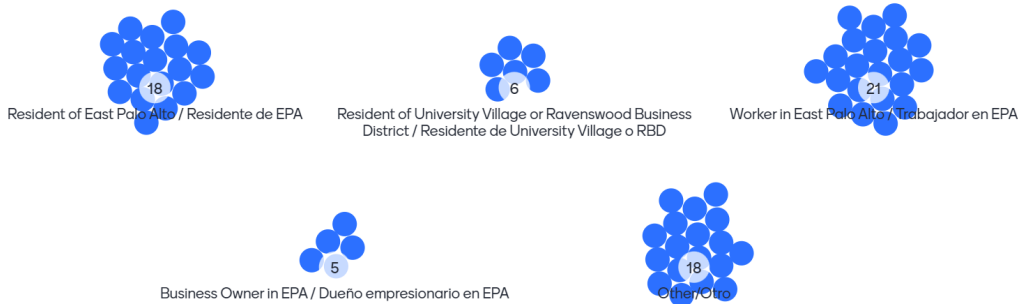 18
Resident of East Palo Alto / Residente de EPA
6
Resident of University Village or Ravenswood Business
District / Residente de University Village o RBD
21
Worker in East Palo Alto / Trabajador en EPA
5
Business Owner in EPA / Dueño empresionario en EPA
18
Other/Otro